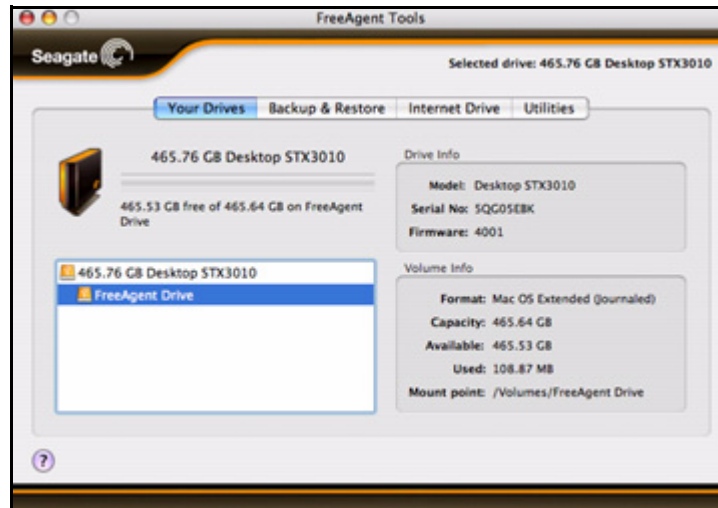 FreeAgent Tools
Seagate
Selected drive: 465.76 GB Desktop STX3010
Your Drives Backup & Restore Internet Drive Utilities
465.76 GB Desktop STX3010
465.53 GB free of 465.64 GB on FreeAgent
Drive
465.76 GB Desktop STX3010
FreeAgent Drive
Drive Info
Model: Desktop STX3010
Serial No: 5QG05EBK
Firmware: 4001
Volume Info
Format: Mac OS Extended (Journaled)
Capacity: 465.64 GB
Available: 465.53 GB
Used: 108.87 MB
Mount point: /Volumes/FreeAgent Drive
?